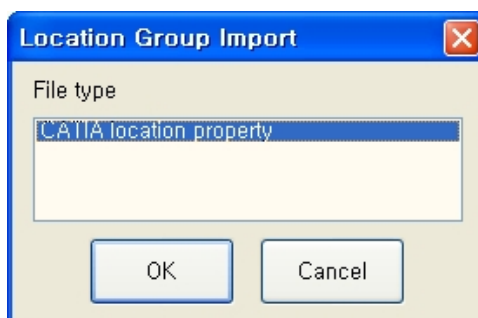 Location Group Import
File type
CATIA location property
OK
Cancel